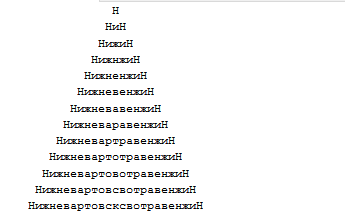 Н
НиН
НижиН
НижнжиН
НижненжиН
НижневенжиН
НижневавенжиН
НижневаравенжиН
НижневартравенжиН
НижневартотравенжиН
НижневартовотравенжиН
НижневартовсвотравенжиН
НижневартовсксвотравенжиН